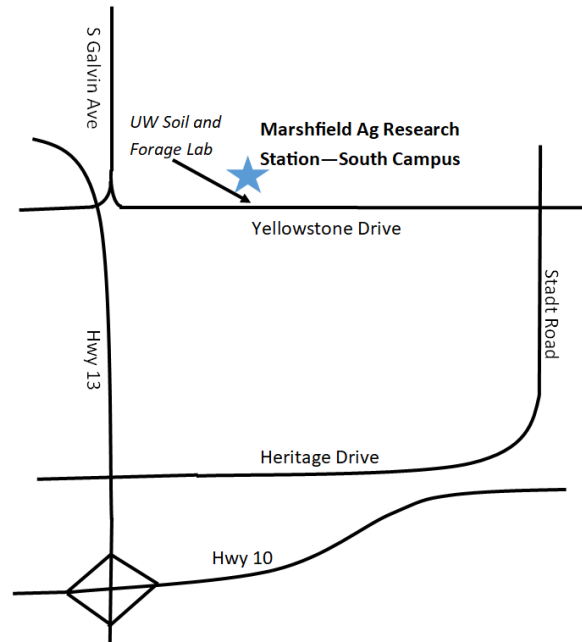 S Galvin Ave
UW Soil and
Forage Lab
Marshfield Ag Research
Station—South Campus
Yellowstone Drive
Stadt Road
Hwy 13
Heritage Drive
Hwy 10